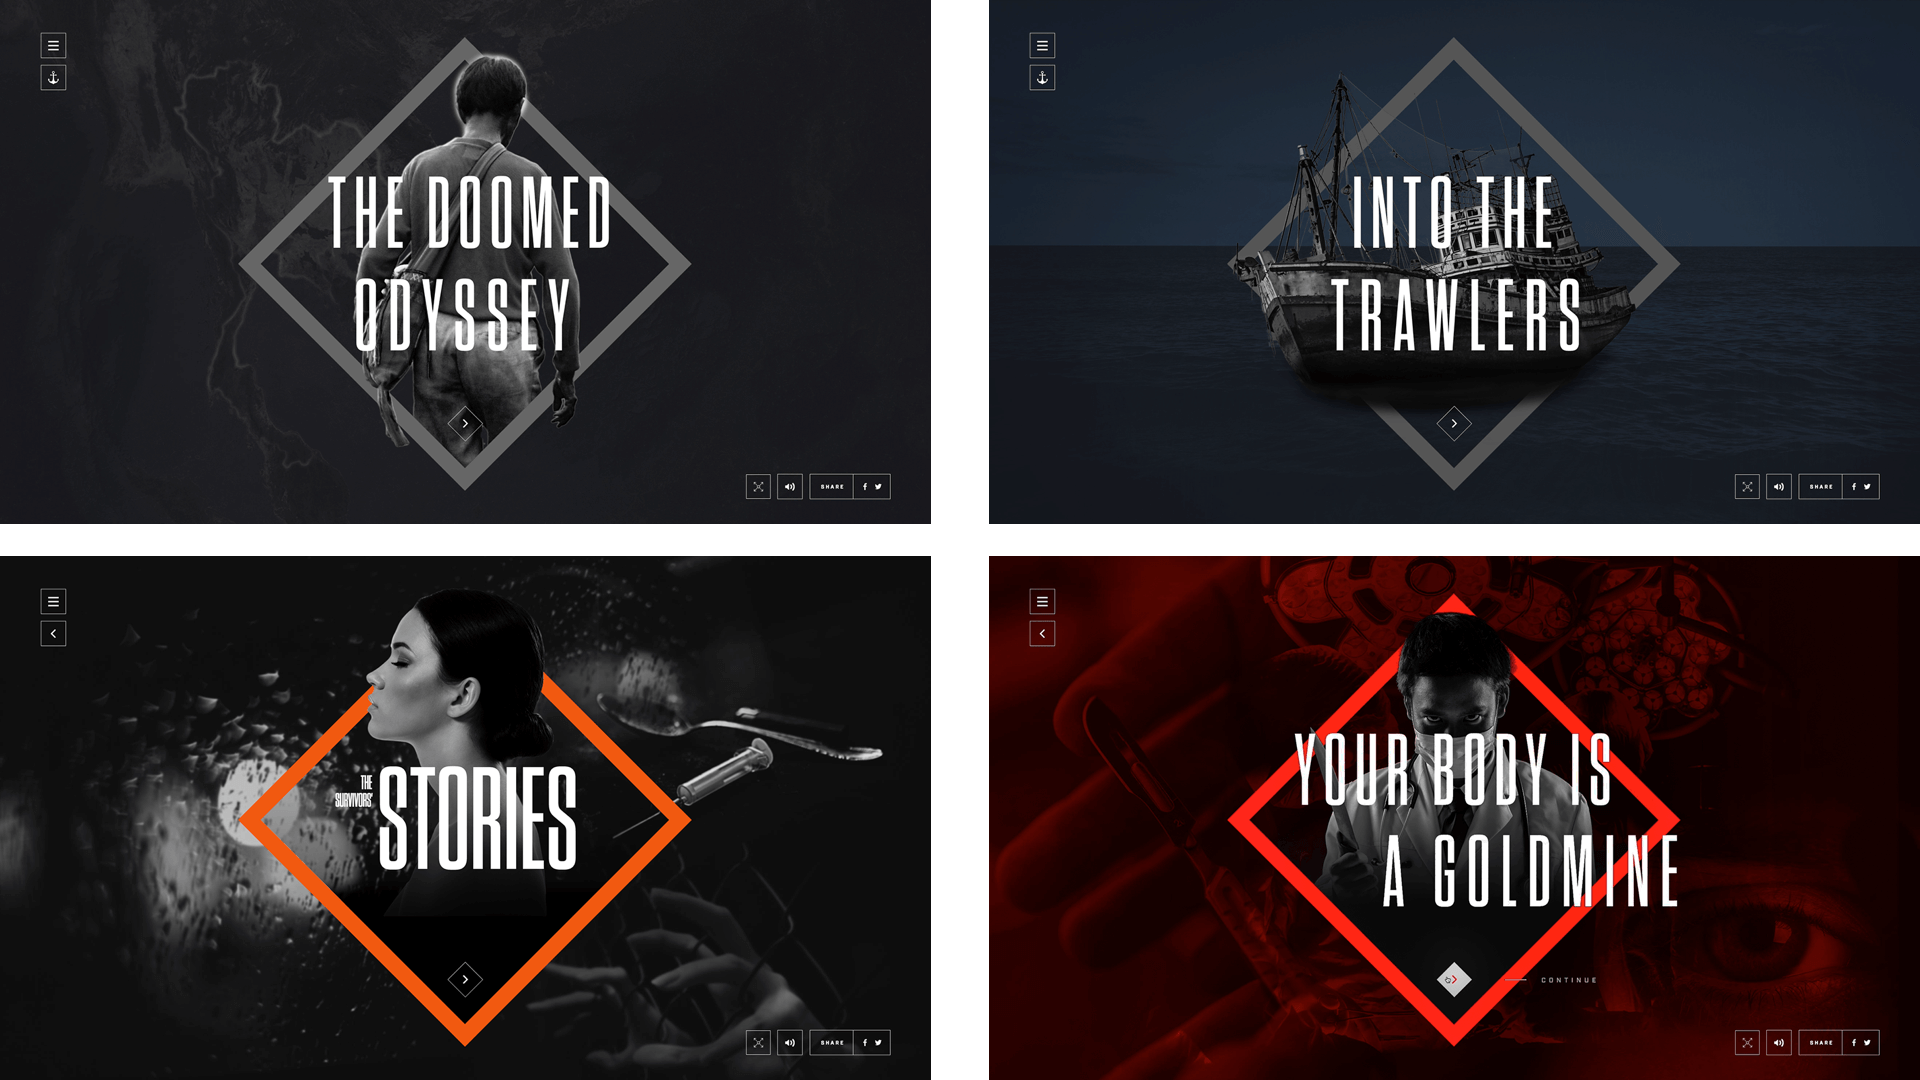 THE DOOMED
ODYSSEY
SHARE
INTO THE
TRAWLERS
SHARE
THE
SURVIVORS'
STORIES
SHARE
YOUR BODY IS
A GOLDMINE
CONTINUE
SHARE